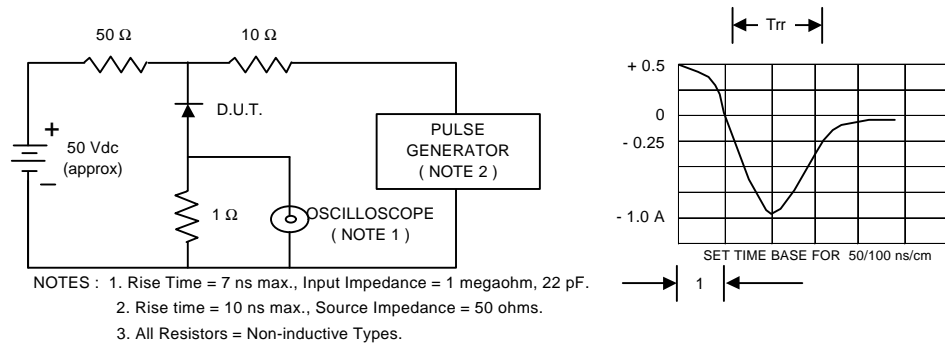 50 Ω
10 Ω
Trr
+ 0.5
D.U.T.
0
+
50 Vdc
(approx)
PULSE
GENERATOR
( NOTE 2 )
- 0.25
1 Ω
OSCILLOSCOPE
( NOTE 1 )
- 1.0 A
SET TIME BASE FOR 50/100 ns/cm
1
NOTES : 1. Rise Time = 7 ns max., Input Impedance = 1 megaohm, 22 pF.
2. Rise time = 10 ns max., Source Impedance = 50 ohms.
3. All Resistors = Non-inductive Types.